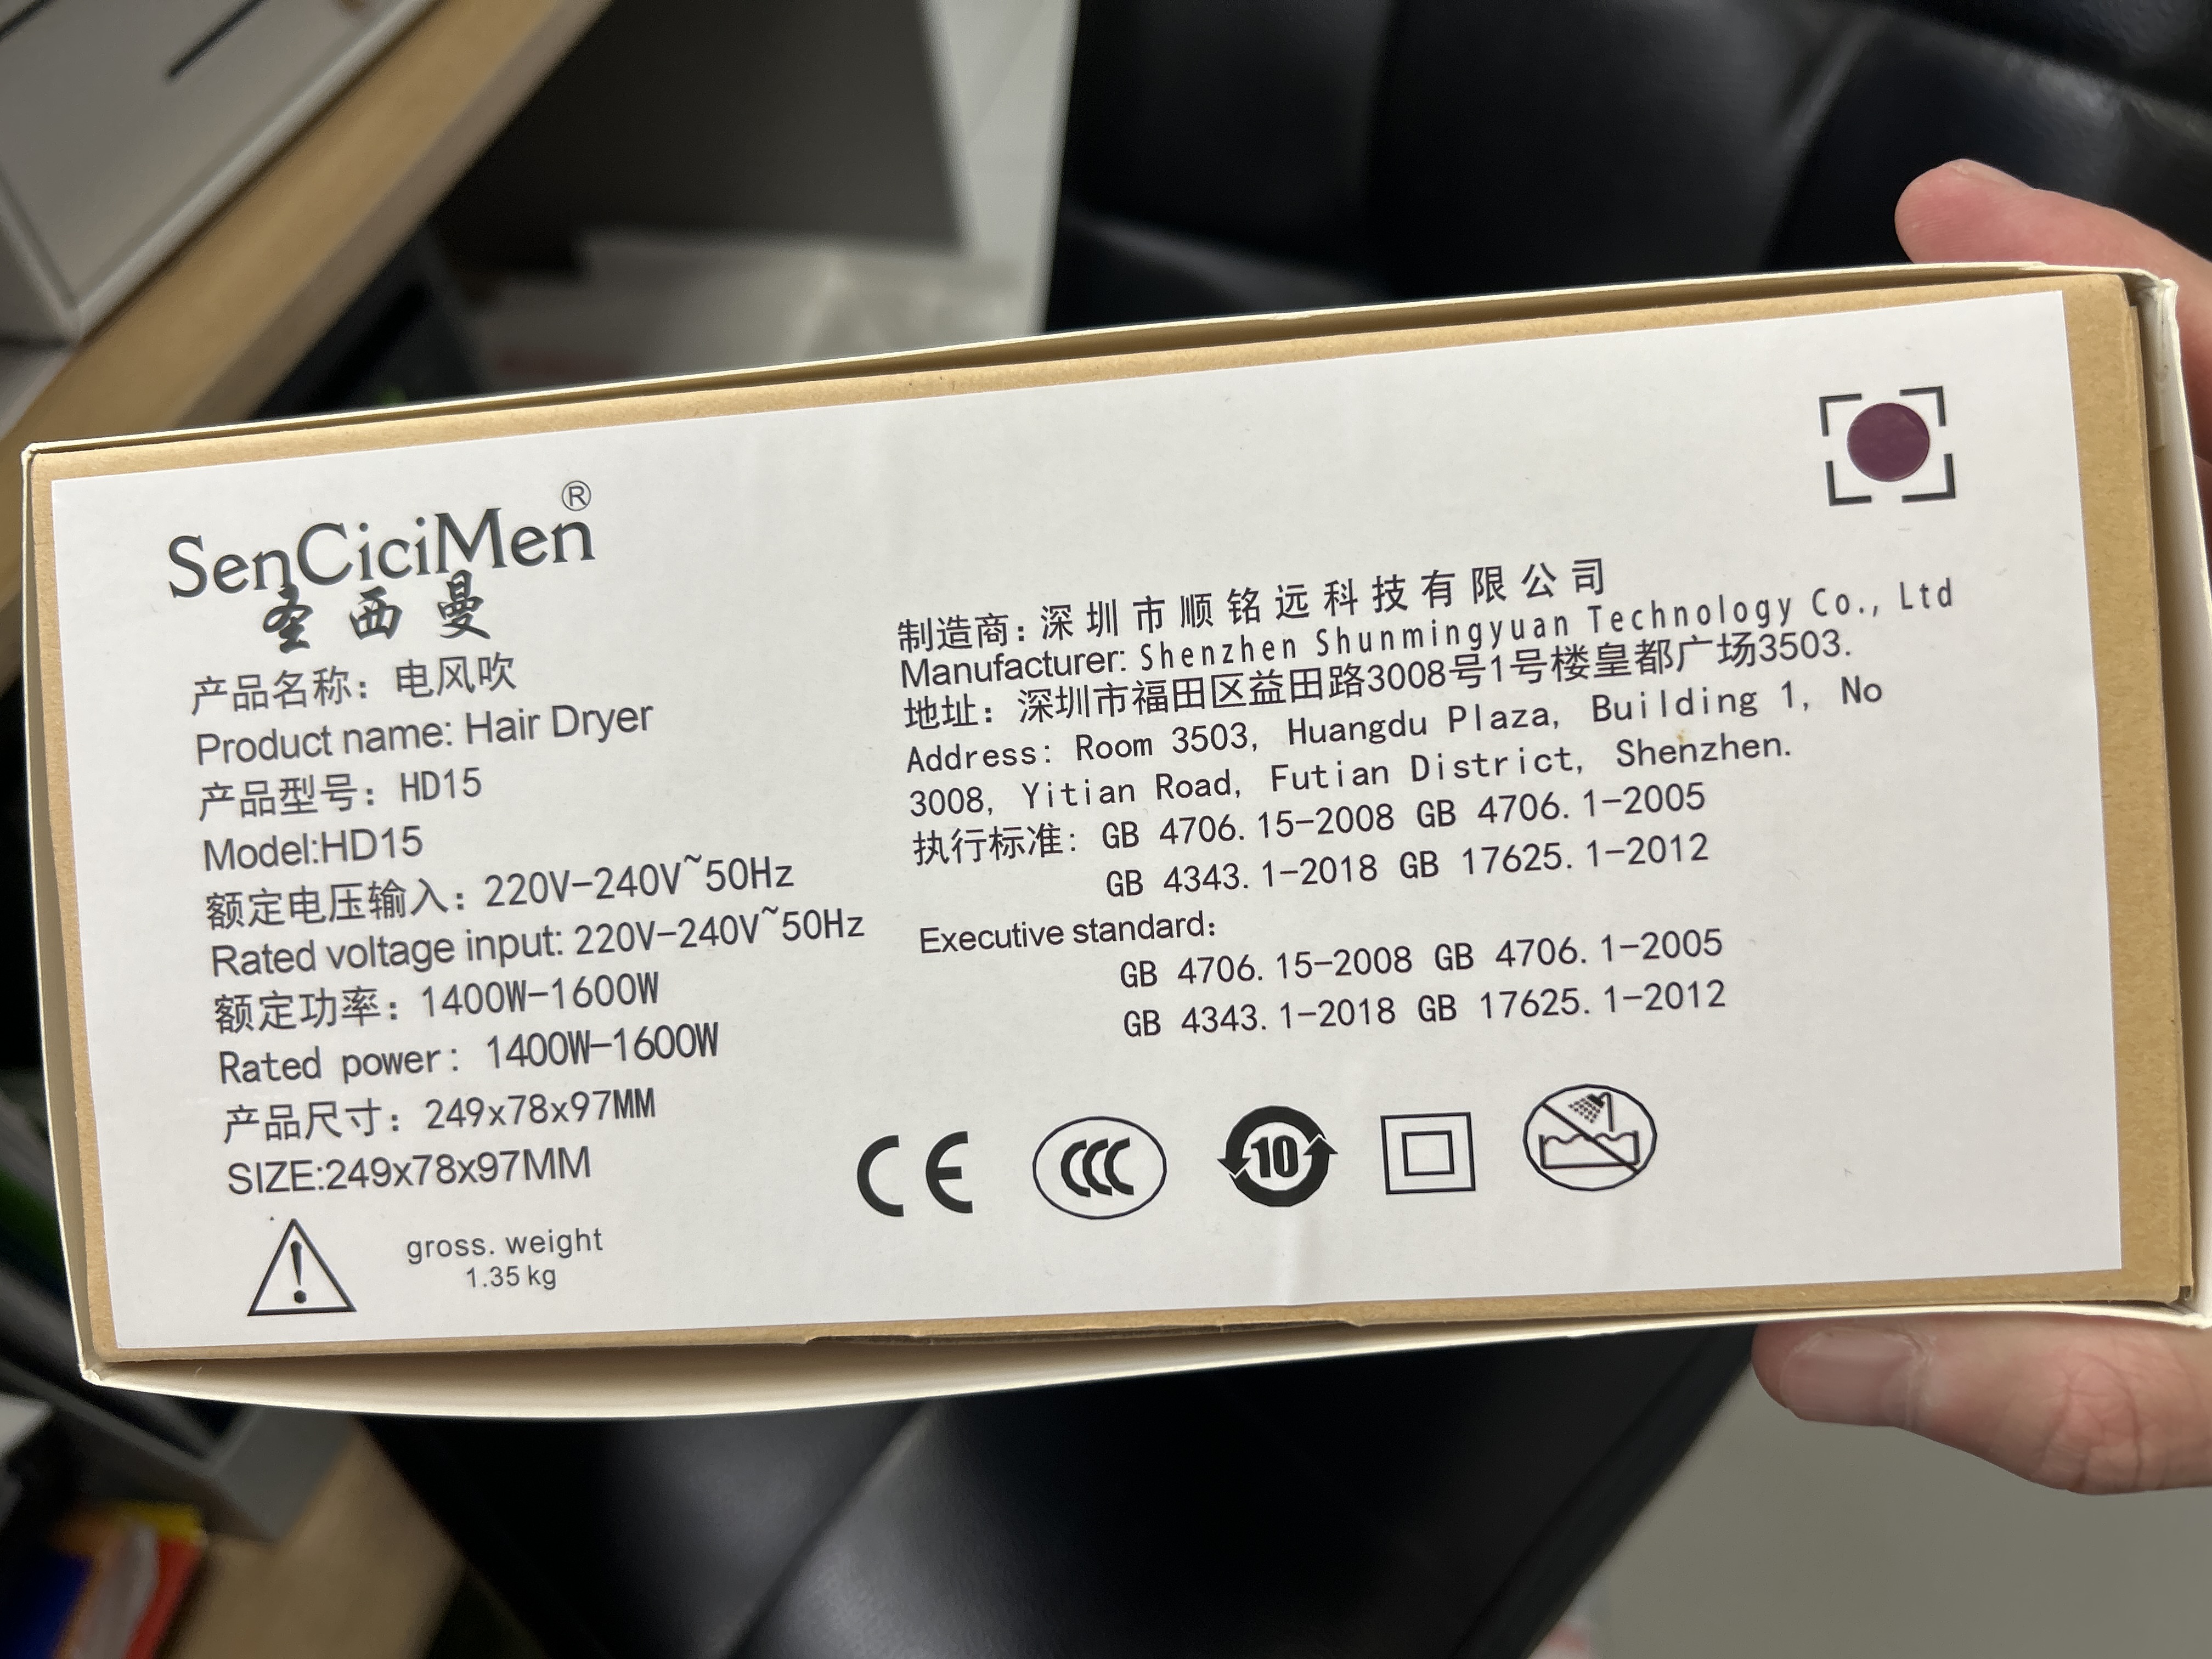 SenCiciMen®
圣西曼
产品名称：电风吹
Product name: Hair Dryer
产品型号：HD15
Model:HD15
额定电压输入：220V-240V~50Hz
Rated voltage input: 220V-240V~50Hz
额定功率：1400W-1600W
Rated power: 1400W-1600W
产品尺寸：249x78x97MM
SIZE:249x78x97MM
gross. weight
1.35 kg
制造商：深圳市顺铭远科技有限公司
Manufacturer: Shenzhen Shunmingyuan Technology Co., Ltd
地址：深圳市福田区益田路3008号1号楼皇都广场3503.
Address: Room 3503, Huangdu Plaza, Building 1, No
3008, Yitian Road, Futian District, Shenzhen.
执行标准：GB 4706.15-2008 GB 4706.1-2005
GB 4343.1-2018 GB 17625.1-2012
Executive standard:
GB 4706.15-2008 GB 4706.1-2005
GB 4343.1-2018 GB 17625.1-2012
CE CCC 10